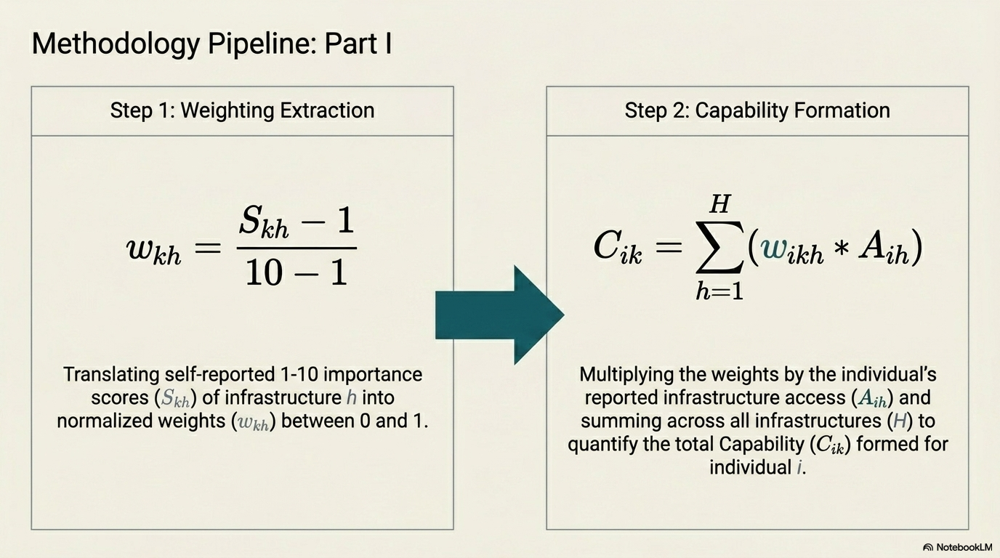 Methodology Pipeline: Part I
Step 1: Weighting Extraction
w_{kh} = \frac{S_{kh} - 1}{10 - 1}
Translating self-reported 1-10 importance
scores (S_{kh}) of infrastructure h into
normalized weights (w_{kh}) between 0 and 1.
Step 2: Capability Formation
C_{ik} = \sum_{h=1}^{H} (w_{ikh} * A_{ih})
Multiplying the weights by the individual’s
reported infrastructure access (A_{ih}) and
summing across all infrastructures (H) to
quantify the total Capability (C_{ik}) formed for
individual i.
NotebookLM